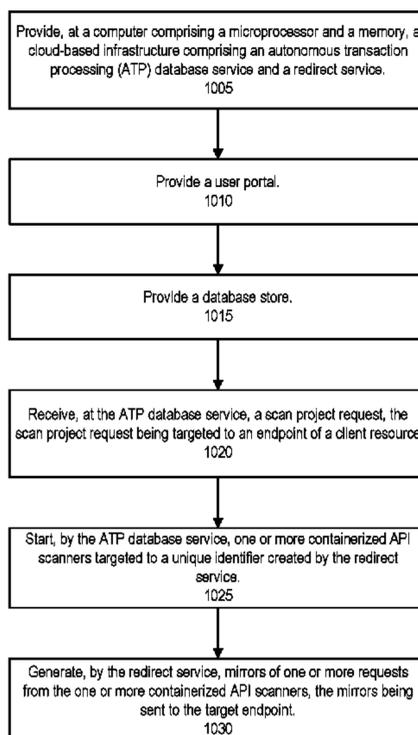 Provide, at a computer comprising a microprocessor and a memory, a
cloud-based infrastructure comprising an autonomous transaction
processing (ATP) database service and a redirect service.
1005
Provide a user portal.
1010
Provide a database store.
1015
Receive, at the ATP database service, a scan project request, the
scan project request being targeted to an endpoint of a client resource
1020
Start, by the ATP database service, one or more containerized API
scanners targeted to a unique identifier created by the redirect
service.
1025
Generate, by the redirect service, mirrors of one or more requests
from the one or more containerized API scanners, the mirrors being
sent to the target endpoint.
1030